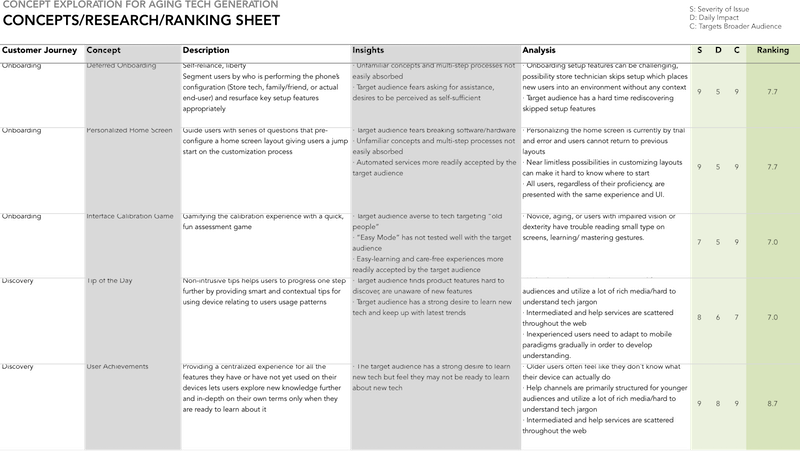 CONCEPT EXPLORATION FOR AGING TECH GENERATION
CONCEPTS/RESEARCH/RANKING SHEET
S: Severity of Issue
D: Daily Impact
C: Targets Broader Audience
Customer Journey Concept Description Insights Analysis S D C Ranking
Onboarding
Deferred Onboarding
Self-reliance, liberty
Segment users by who is performing the phone's
configuration (Store tech, family/friend, or actual
end-user) and resurface key setup features
appropriately
· Unfamiliar concepts and multi-step processes not
easily absorbed
· Target audience fears asking for assistance,
desires to be perceived as self-sufficient
· Onboarding setup features can be challenging,
possibility store technician skips setup which places
new users into an environment without any context
· Target audience has a hard time rediscovering
skipped setup features
9 5 9 7.7
Onboarding
Personalized Home Screen
Guide users with series of questions that pre-
configure a home screen layout giving users a jump
start on the customization process
· Target audience fears breaking software/hardware
· Unfamiliar concepts and multi-step processes not
easily absorbed
· Automated services more readily accepted by the
target audience
· Personalizing the home screen is currently by trial
and error and users cannot return to previous
layouts
· Near limitless possibilities in customizing layouts
can make it hard to know where to start
· All users, regardless of their proficiency, are
presented with the same experience and UI.
9 5 9 7.7
Onboarding
Interface Calibration Game
Gamifying the calibration experience with a quick,
fun assessment game
· Target audience averse to tech targeting "old
people"
· "Easy Mode" has not tested well with the target
audience
· Easy-learning and care-free experiences more
readily accepted by the target audience
· Novice, aging, or users with impaired vision or
dexterity have trouble reading small type on
screens, learning/ mastering gestures.
7 5 9 7.0
Discovery
Tip of the Day
Non-intrusive tips helps users to progress one step
further by providing smart and contextual tips for
using device relating to users usage patterns
· Target audience finds product features hard to
discover, are unaware of new features
· Target audience has a strong desire to learn new
tech and keep up with latest trends
audiences and utilize a lot of rich media/hard to
understand tech jargon
· Intermediated and help services are scattered
throughout the web
· Inexperienced users need to adapt to mobile
paradigms gradually in order to develop
understanding.
8 6 7 7.0
Discovery
User Achievements
Providing a centralized experience for all the
features they have or have not yet used on their
devices lets users explore new knowledge further
and in-depth on their own terms only when they
are ready to learn about it
· The target audience has a strong desire to learn
new tech but feel they may not be ready to learn
about new tech
· Older users often feel like they don't know what
their device can actually do
· Help channels are primarily structured for younger
audiences and utilize a lot of rich media/hard to
understand tech jargon
· Intermediated and help services are scattered
throughout the web
9 8 9 8.7